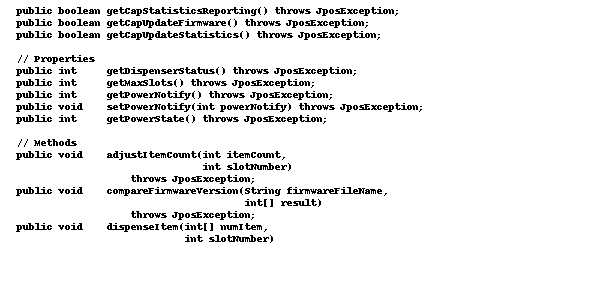 public boolean getCapStatisticsReporting() throws JposException;
public boolean getCapUpdateFirmware() throws JposException;
public boolean getCapUpdateStatistics() throws JposException;
// Properties
public int getDispenserStatus() throws JposException;
public int getMaxSlots() throws JposException;
public int getPowerNotify() throws JposException;
public void setPowerNotify(int powerNotify) throws JposException;
public int getPowerState() throws JposException;
// Methods
public void adjustItemCount(int itemCount,
int slotNumber)
throws JposException;
public void compareFirmwareVersion(String firmwareFileName,
int[] result)
throws JposException;
public void dispenseItem(int[] numItem,
int slotNumber)